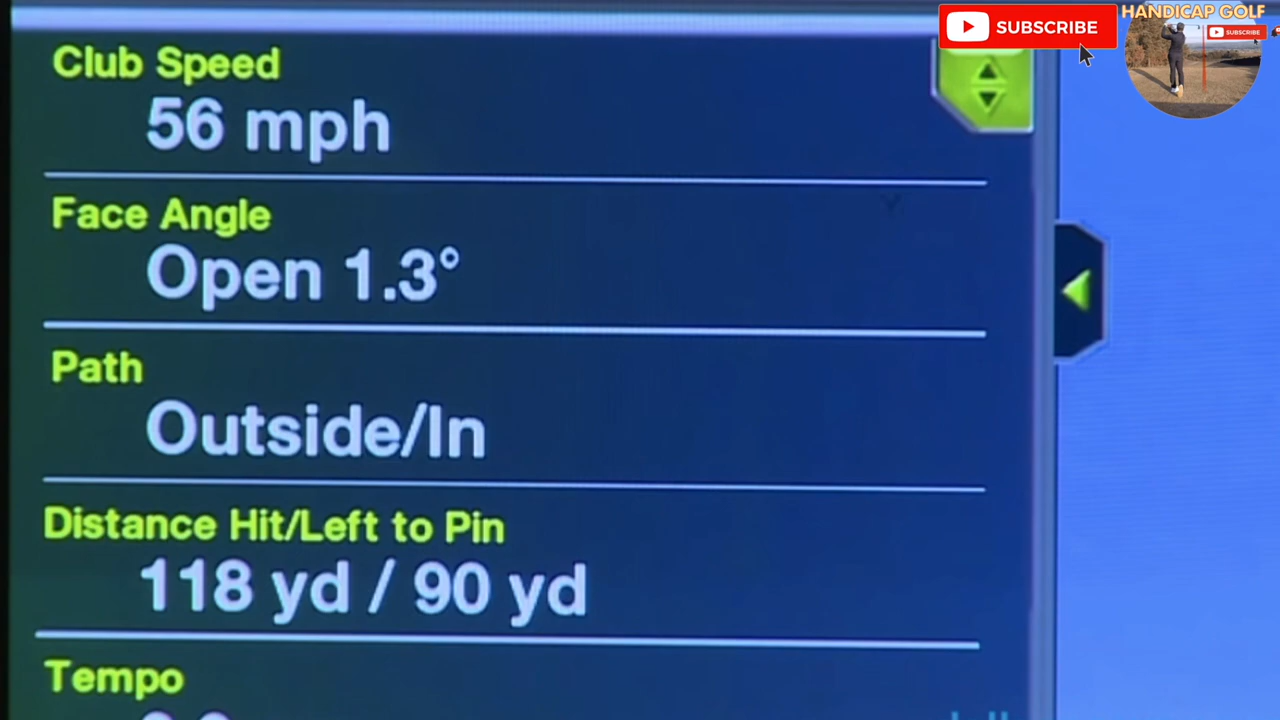 SUBSCRIBE
HANDICAP GOLF
SUBSCRIBE
Club Speed
56 mph
Face Angle
Open 1.3°
Path
Outside/In
Distance Hit/Left to Pin
118 yd / 90 yd
Tempo